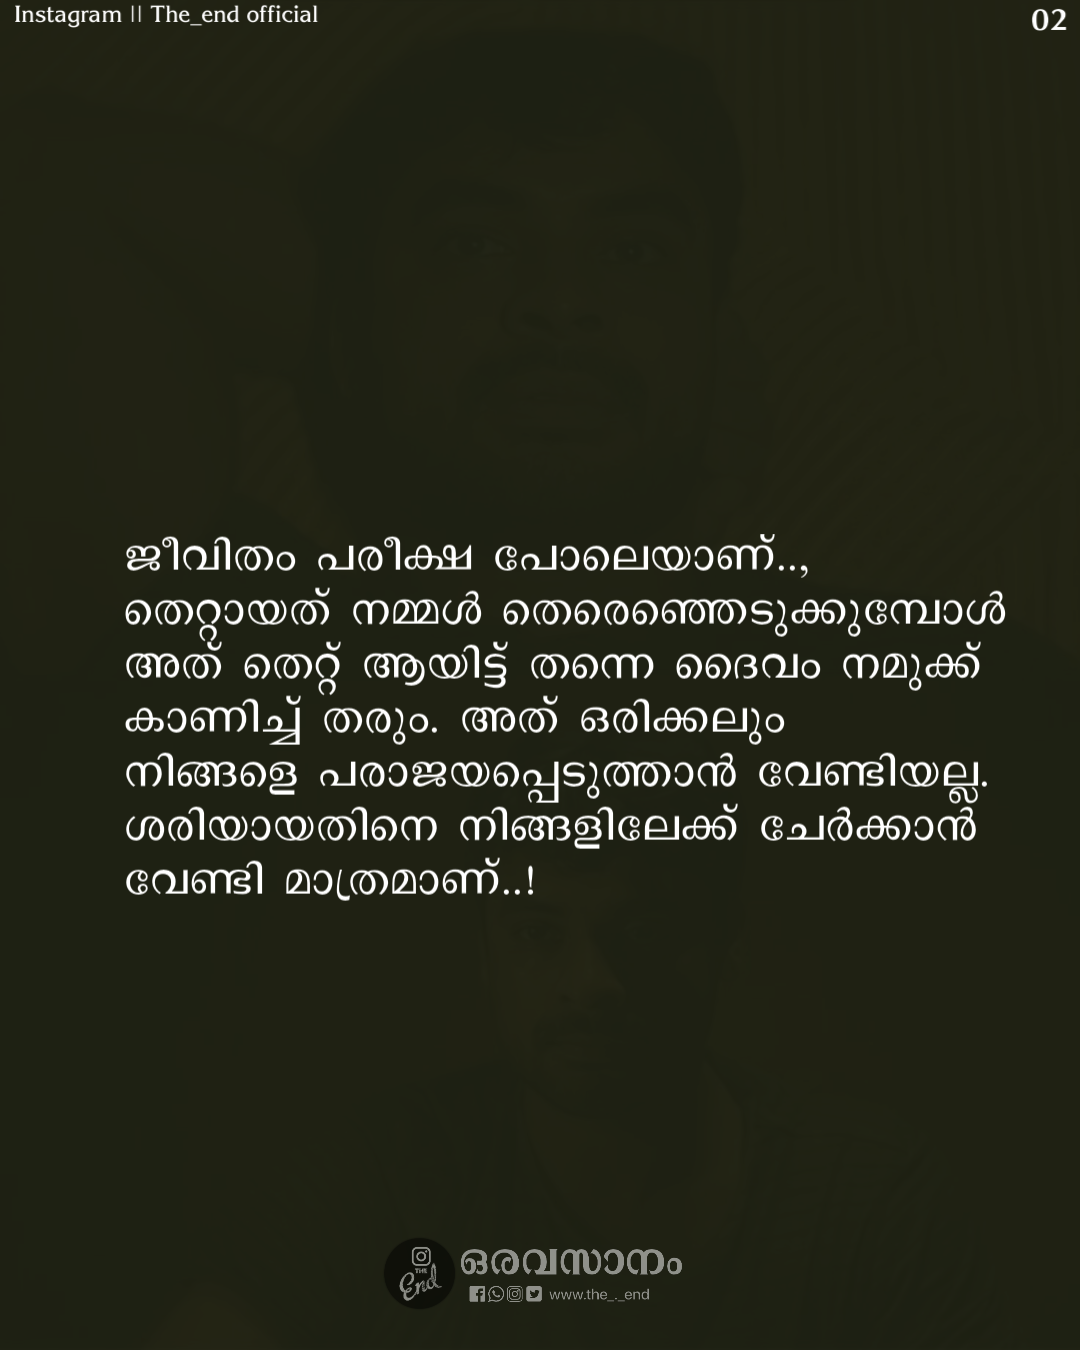 Instagram || The_end official
02
ജീവിതം പരീക്ഷ പോലെയാണ്..,
തെറ്റായത് നമ്മൾ തെരെഞ്ഞെടുക്കുമ്പോൾ
അത് തെറ്റ് ആയിട്ട് തന്നെ ദൈവം നമുക്ക്
കാണിച്ച് തരും. അത് ഒരിക്കലും
നിങ്ങളെ പരാജയപ്പെടുത്താൻ വേണ്ടിയല്ല.
ശരിയായതിനെ നിങ്ങളിലേക്ക് ചേർക്കാൻ
വേണ്ടി മാത്രമാണ്..!
THE
End
ഒരവസാനം
www.the_._end